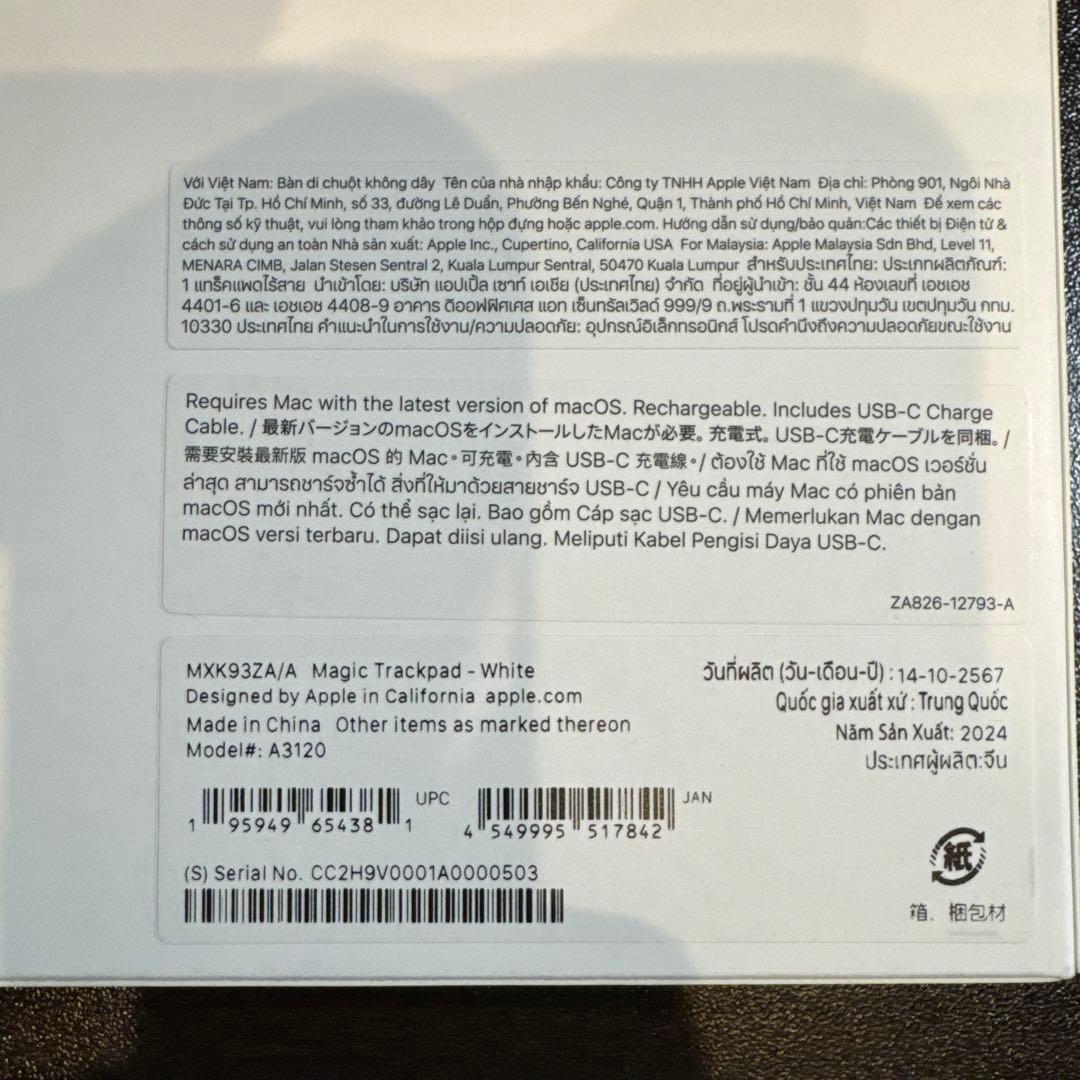 Với Việt Nam: Bàn di chuột không dây Tên của nhà nhập khẩu: Công ty TNHH Apple Việt Nam Địa chỉ: Phòng 901, Ngôi Nhà
Đức Tại Tp. Hồ Chí Minh, số 33, đường Lê Duẩn, Phường Bến Nghé, Quận 1, Thành phố Hồ Chí Minh, Việt Nam Để xem các
thông số kỹ thuật, vui lòng tham khảo trong hộp đựng hoặc apple.com. Hướng dẫn sử dụng/bảo quản:Các thiết bị Điện tử &
cách sử dụng an toàn Nhà sản xuất: Apple Inc., Cupertino, California USA For Malaysia: Apple Malaysia Sdn Bhd, Level 11,
MENARA CIMB, Jalan Stesen Sentral 2, Kuala Lumpur Sentral, 50470 Kuala Lumpur สำหรับประเทศไทย: ประเภทผลิตภัณฑ์:
1 แทร็คแพดไร้สาย นำเข้าโดย: บริษัท แอปเปิ้ล เซาท์ เอเชีย (ประเทศไทย) จำกัด ที่อยู่ผู้นำเข้า: ชั้น 44 ห้องเลขที่ เอชเอช
4401-6 และ เอชเอช 4408-9 อาคาร ดิออฟฟิศเศส แอท เซ็นทรัลเวิลด์ 999/9 ถ.พระรามที่ 1 แขวงปทุมวัน เขตปทุมวัน กทม.
10330 ประเทศไทย คำแนะนำในการใช้งาน/ความปลอดภัย: อุปกรณ์อิเล็กทรอนิกส์ โปรดคำนึงถึงความปลอดภัยขณะใช้งาน
Requires Mac with the latest version of macOS. Rechargeable. Includes USB-C Charge
Cable. / 最新バージョンのmacOSをインストールしたMacが必要。充電式。USB-C充電ケーブルを同梱。/
需要安裝最新版 macOS 的 Mac。可充電。內含 USB-C 充電線。/ ต้องใช้ Mac ที่ใช้ macOS เวอร์ชั่น
ล่าสุด สามารถชาร์จซ้ำได้ สิ่งที่ให้มาด้วยสายชาร์จ USB-C / Yêu cầu máy Mac có phiên bản
macOS mới nhất. Có thể sạc lại. Bao gồm Cáp sạc USB-C. / Memerlukan Mac dengan
macOS versi terbaru. Dapat diisi ulang. Meliputi Kabel Pengisi Daya USB-C.
ZA826-12793-A
MXK93ZA/A Magic Trackpad - White
Designed by Apple in California apple.com
Made in China Other items as marked thereon
Model#: A3120
วันที่ผลิต (วัน-เดือน-ปี) : 14-10-2567
Quốc gia xuất xứ : Trung Quốc
Năm Sản Xuất: 2024
ประเทศผู้ผลิต:จีน
UPC
1 95949 65438 1
JAN
4 549995 517842
(S) Serial No. CC2H9V0001A0000503
紙
箱、梱包材